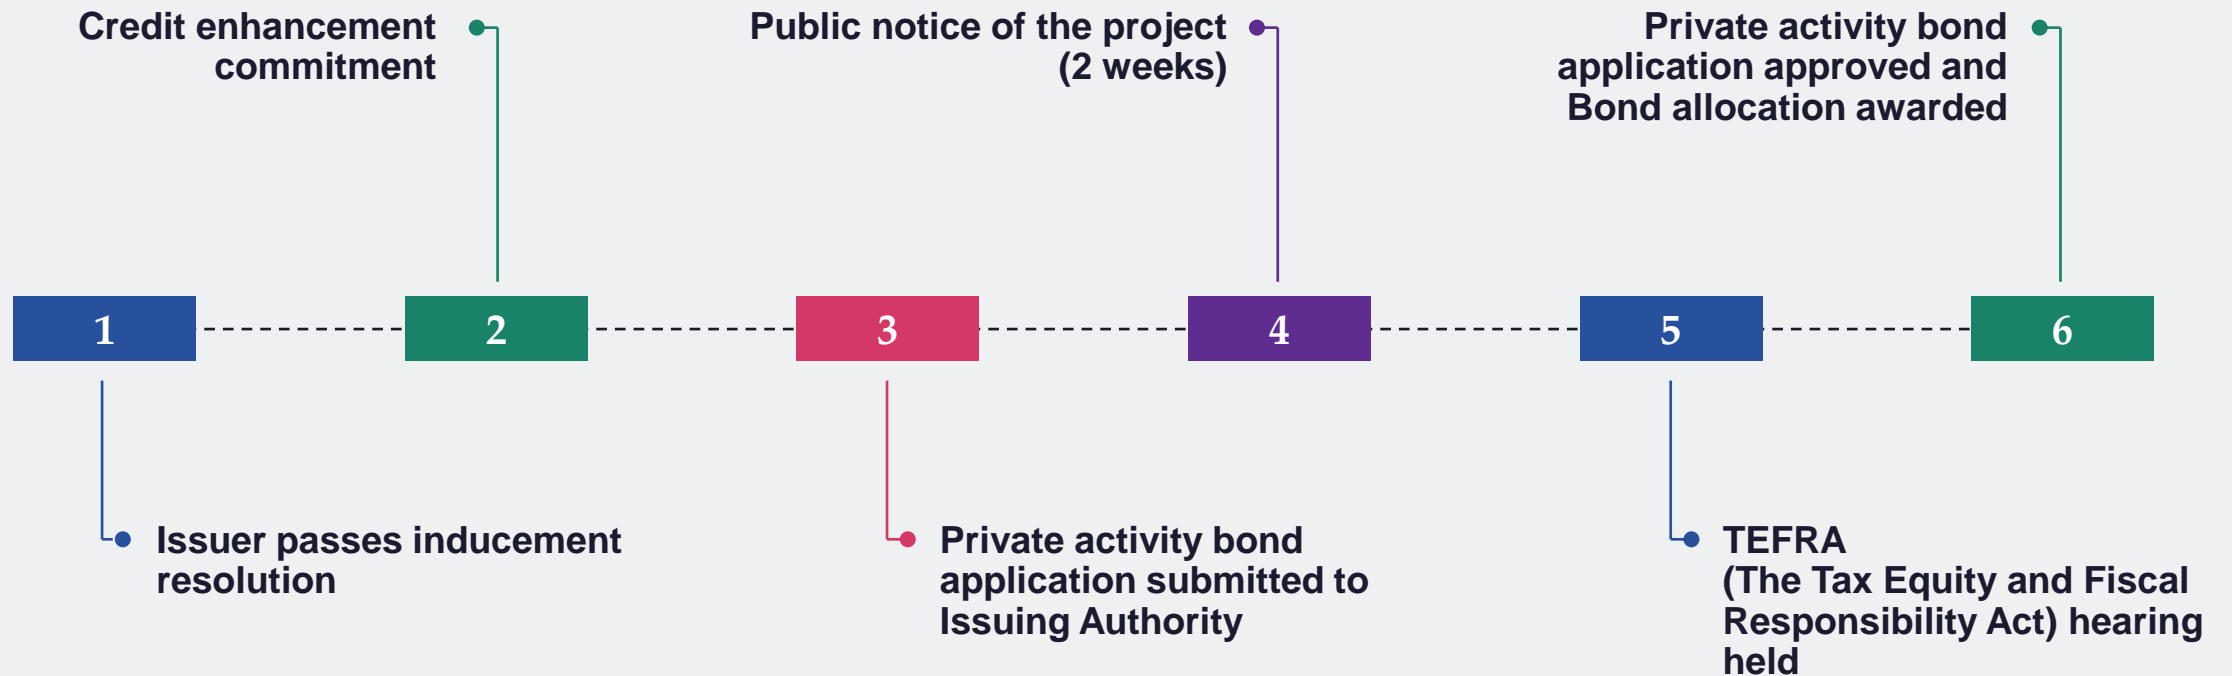 Credit enhancement
commitment
Public notice of the project
(2 weeks)
Private activity bond
application approved and
Bond allocation awarded
1
2
3
4
5
6
Issuer passes inducement
resolution
Private activity bond
application submitted to
Issuing Authority
TEFRA
(The Tax Equity and Fiscal
Responsibility Act) hearing
held